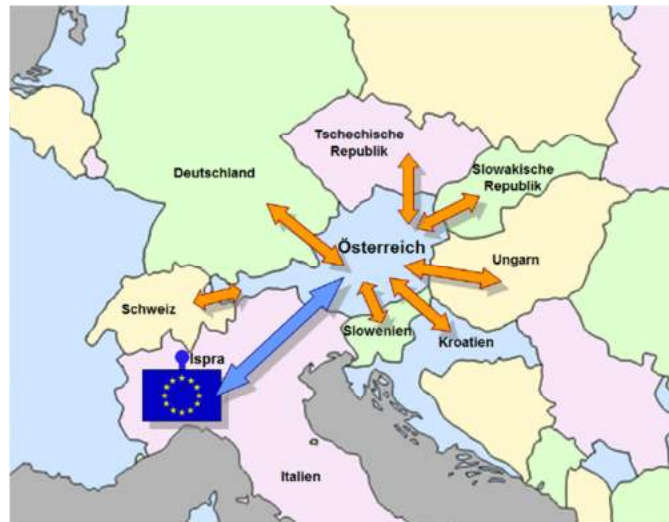 Tschechische
Republik
Slowakische
Republik
Deutschland
Österreich
Ungarn
Schweiz
Slowenien
Kroatien
Ispra
Italien